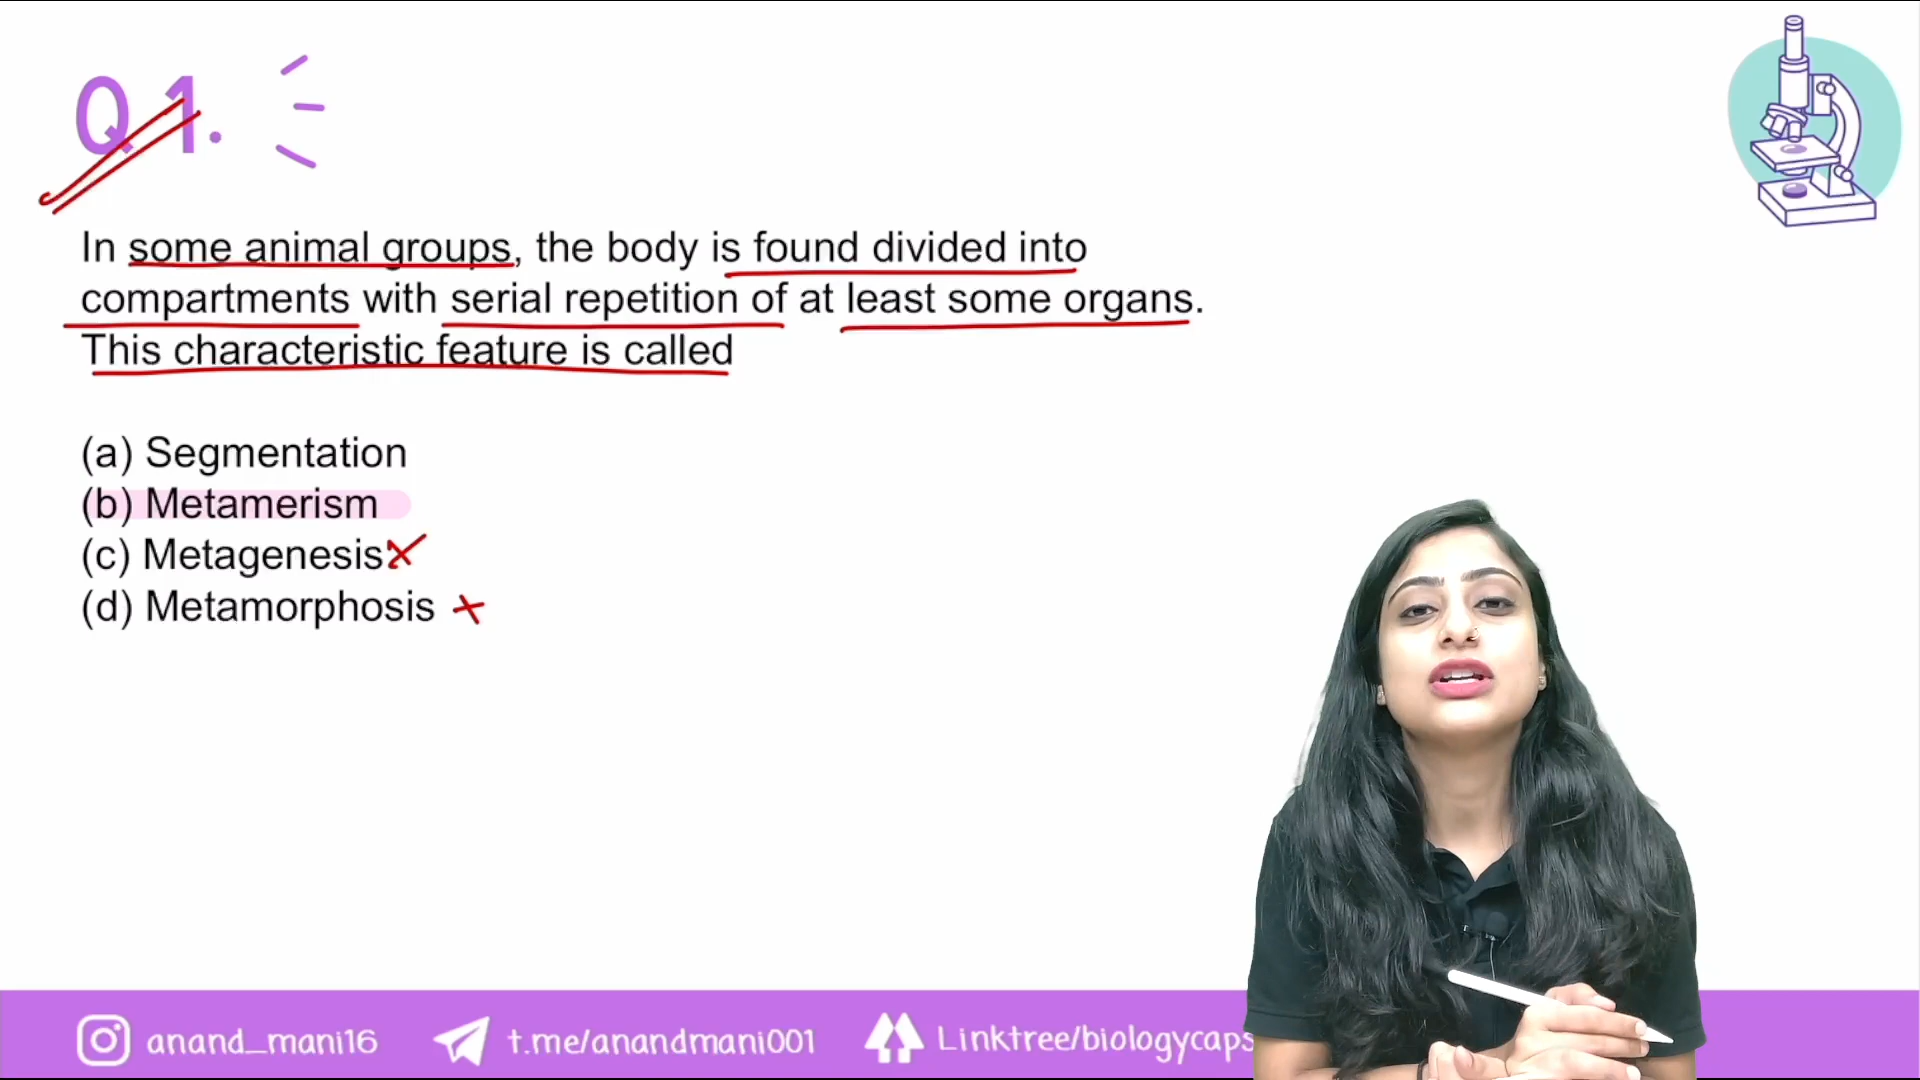 Q 1.
In some animal groups, the body is found divided into
compartments with serial repetition of at least some organs.
This characteristic feature is called
(a) Segmentation
(b) Metamerism
(c) Metagenesis
(d) Metamorphosis
anand_mani16 t.me/anandmani001 Linktree/biologycaps